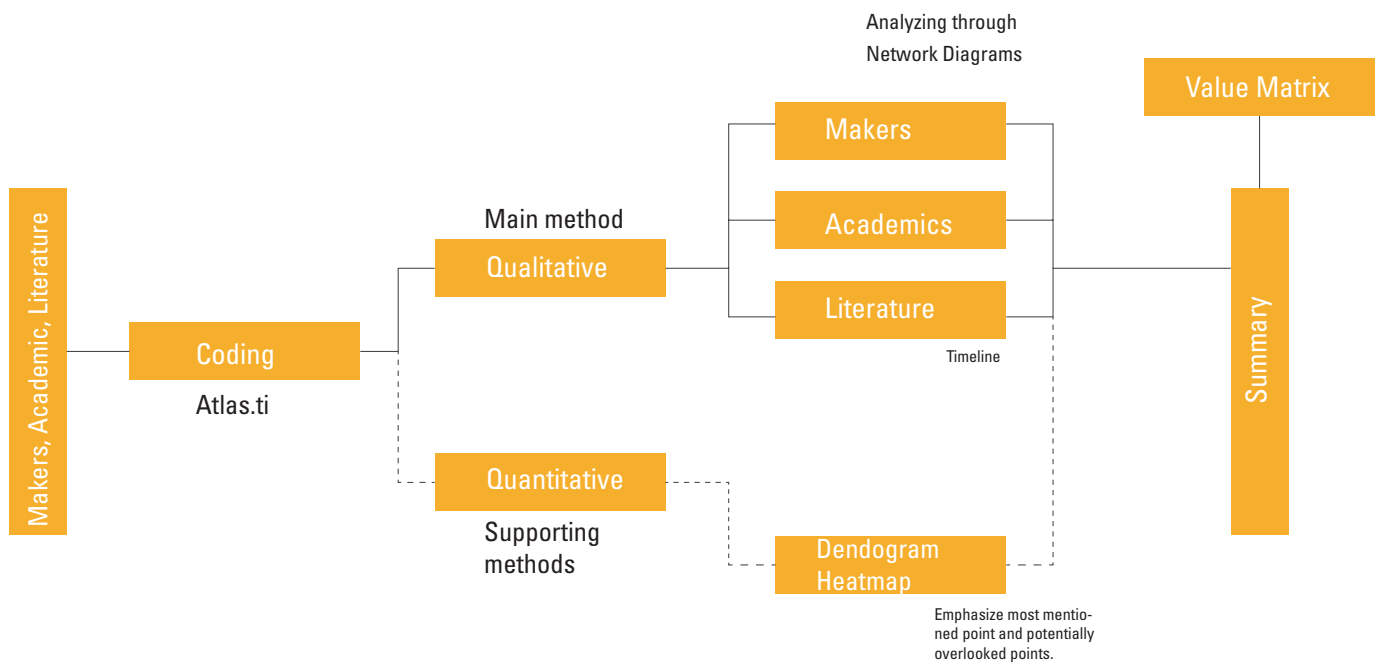 Analyzing through
Network Diagrams
Value Matrix
Makers
Makers, Academic, Literature
Main method
Academics
Qualitative
Literature
Summary
Coding
Timeline
Atlas.ti
Quantitative
Supporting
methods
Dendogram
Heatmap
Emphasize most mentio-
ned point and potentially
overlooked points.